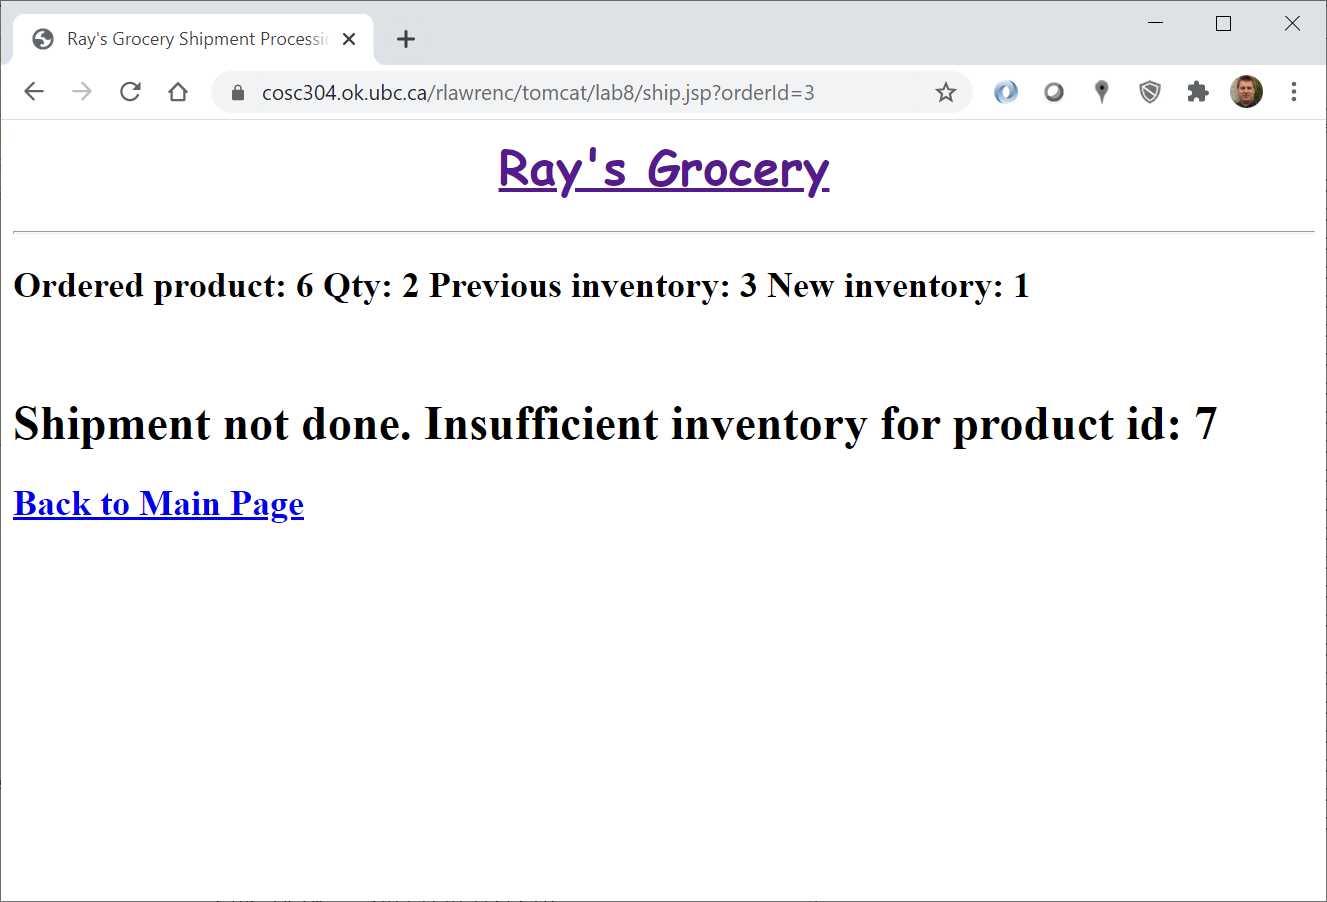 Ray's Grocery Shipment Processin
cosc304.ok.ubc.ca/rlawrenc/tomcat/lab8/ship.jsp?orderId=3
Ray's Grocery
Ordered product: 6 Qty: 2 Previous inventory: 3 New inventory: 1
Shipment not done. Insufficient inventory for product id: 7
Back to Main Page